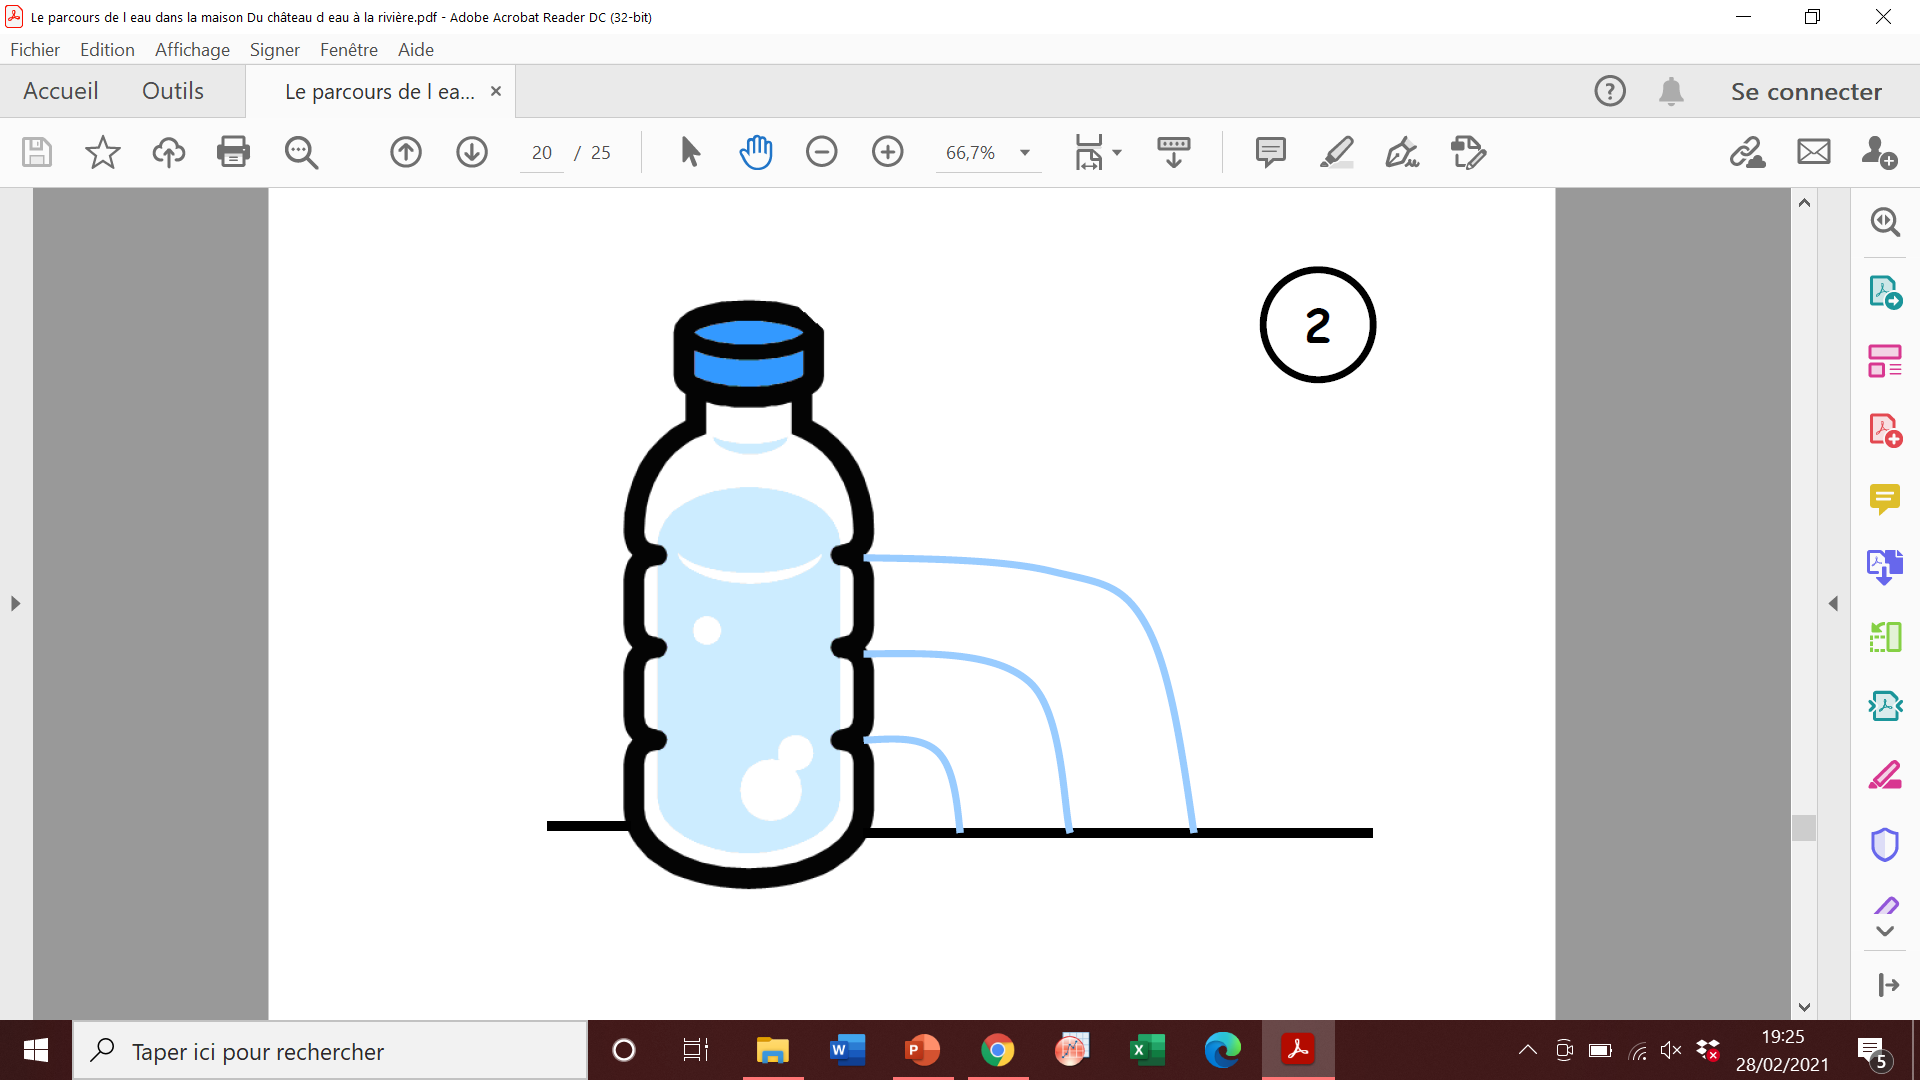 Le parcours de l eau dans la maison Du château d eau à la rivière.pdf - Adobe Acrobat Reader DC (32-bit)
Fichier Edition Affichage Signer Fenêtre Aide
Accueil Outils Le parcours de l ea... × Se connecter
20 / 25 66,7%
2
Taper ici pour rechercher
19:25
28/02/2021
5